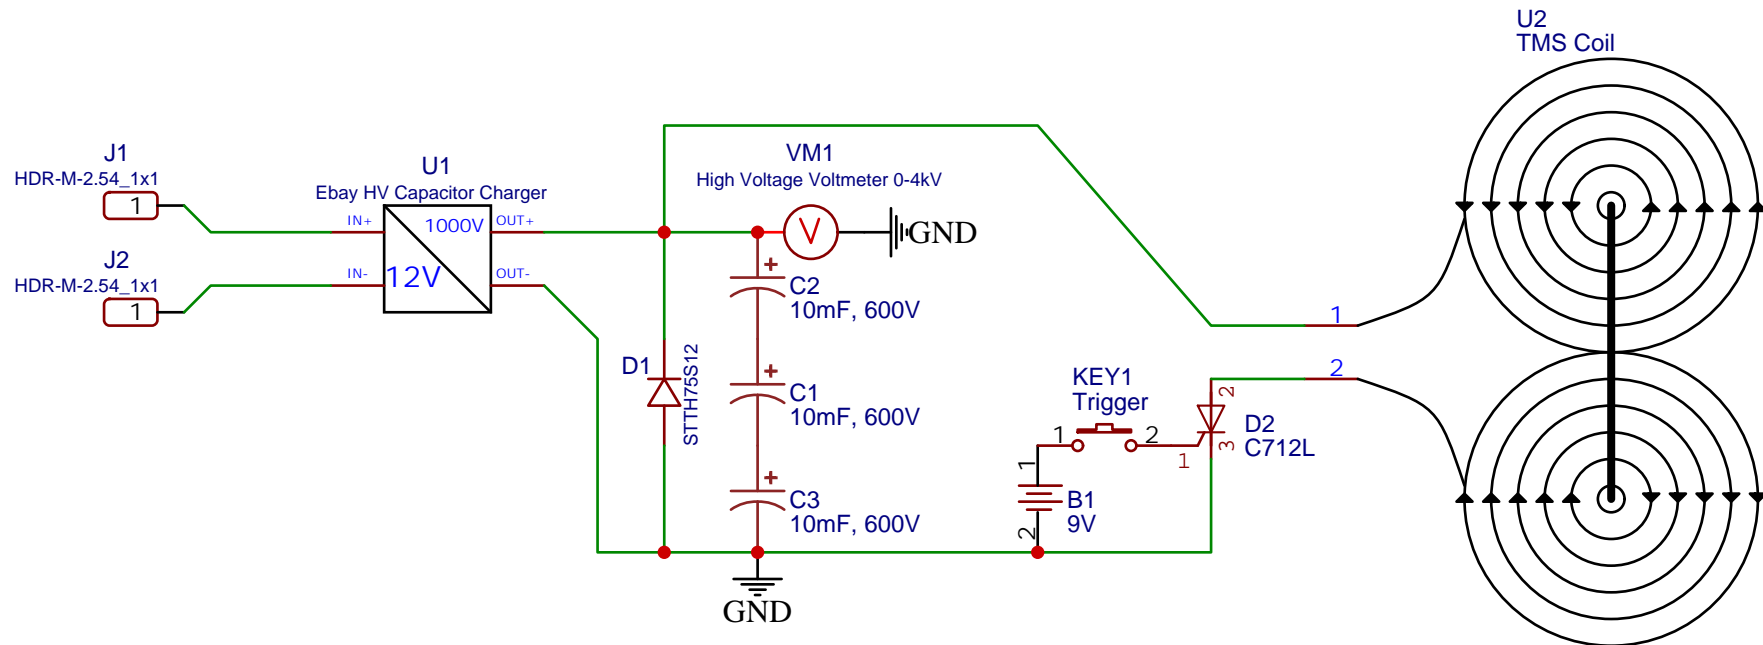 U2
TMS Coil
J1
HDR-M-2.54_1x1
1
J2
HDR-M-2.54_1x1
1
U1
Ebay HV Capacitor Charger
IN+
1000V
OUT+
IN-
12V
OUT-
VM1
High Voltage Voltmeter 0-4kV
V
GND
+
C2
10mF, 600V
D1
STTH75S12
+
C1
10mF, 600V
+
C3
10mF, 600V
GND
KEY1
Trigger
1
2
1
B1
9V
2
1
2
3
D2
C712L
1
2